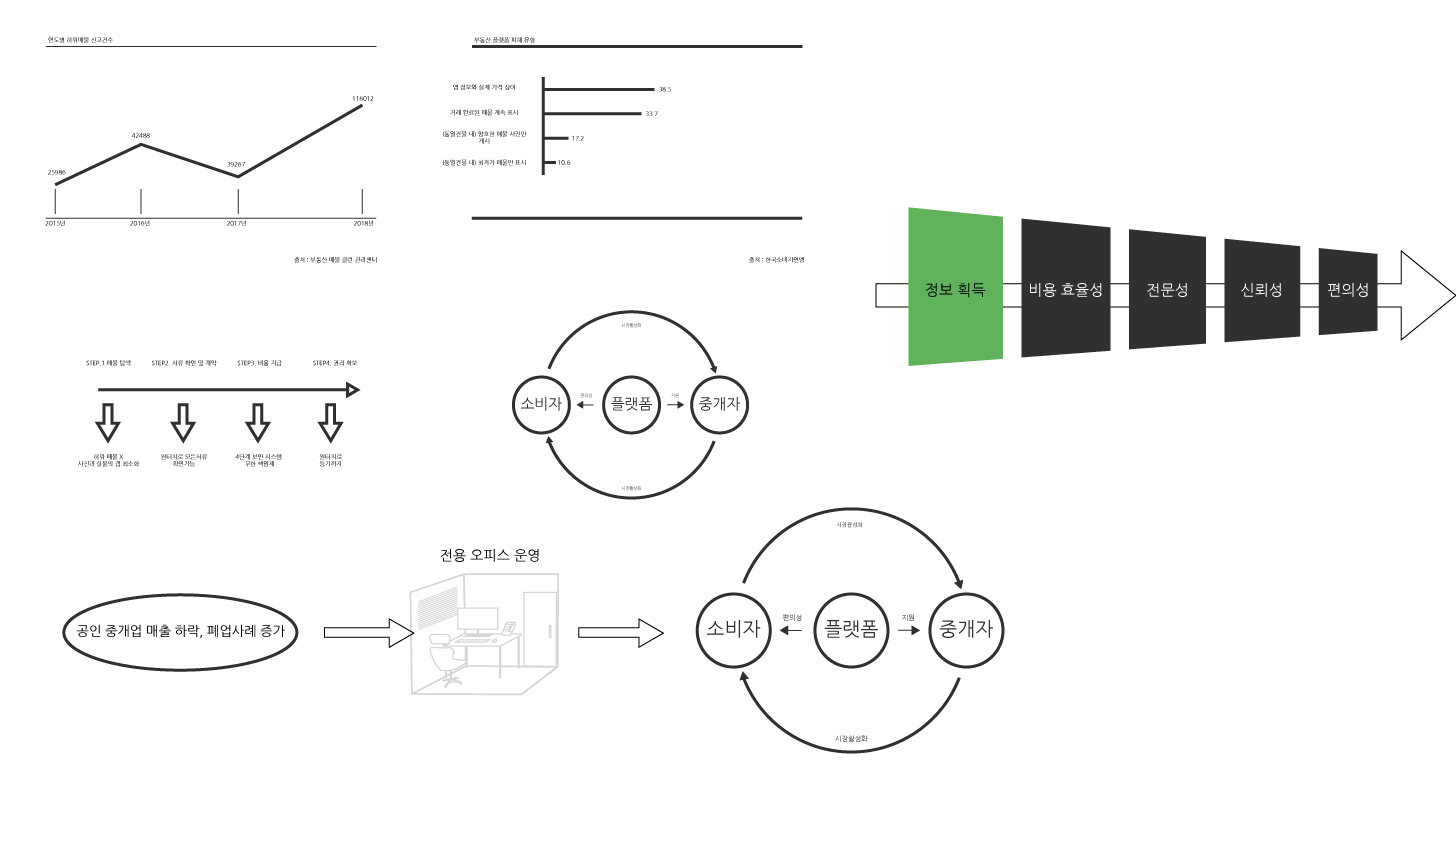 연도별 허위매물 신고건수
116012
42488
39267
25986
2015년
2016년
2017년
2018년
출처 : 부동산 매물 클린 관리센터
부동산 플랫폼 피해 유형
앱 정보와 실제 가격 상이
38.5
거래 완료된 매물 계속 표시
33.7
(동일건물 내) 양호한 매물 사진만
게시
17.2
(동일건물 내) 최저가 매물만 표시
10.6
출처 : 한국소비자연맹
정보 획득
비용 효율성
전문성
신뢰성
편의성
STEP.1 매물 탐색
STEP2. 서류 확인 및 계약
STEP3. 비용 지급
STEP4. 권리 확보
허위 매물 X
사진과 실물의 갭 최소화
원터치로 모든서류
확인가능
4단계 보안 시스템
무한 책임제
원터치로
등기까지
시장활성화
소비자
편의성
플랫폼
지원
중개자
시장활성화
공인 중개업 매출 하락, 폐업사례 증가
전용 오피스 운영
시장활성화
소비자
편의성
플랫폼
지원
중개자
시장활성화